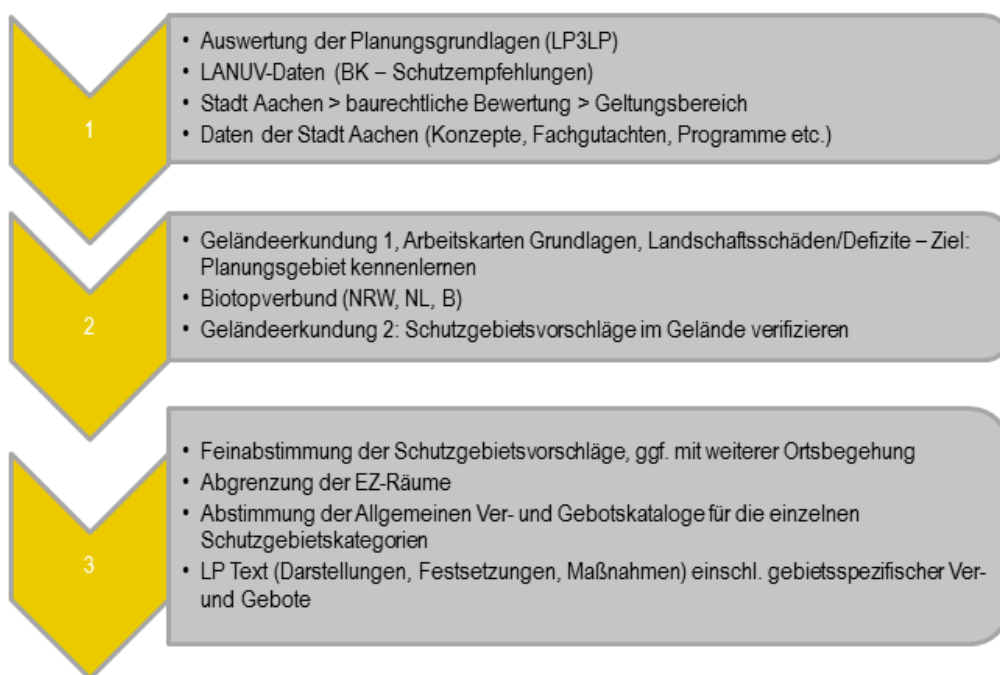 1
• Auswertung der Planungsgrundlagen (LP3LP)
• LANUV-Daten (BK – Schutzempfehlungen)
• Stadt Aachen > baurechtliche Bewertung > Geltungsbereich
• Daten der Stadt Aachen (Konzepte, Fachgutachten, Programme etc.)
2
• Geländeerkundung 1, Arbeitskarten Grundlagen, Landschaftsschäden/Defizite – Ziel:
Planungsgebiet kennenlernen
• Biotopverbund (NRW, NL, B)
• Geländeerkundung 2: Schutzgebietsvorschläge im Gelände verifizieren
3
• Feinabstimmung der Schutzgebietsvorschläge, ggf. mit weiterer Ortsbegehung
• Abgrenzung der EZ-Räume
• Abstimmung der Allgemeinen Ver- und Gebotskataloge für die einzelnen
Schutzgebietskategorien
• LP Text (Darstellungen, Festsetzungen, Maßnahmen) einschl. gebietsspezifischer Ver-
und Gebote